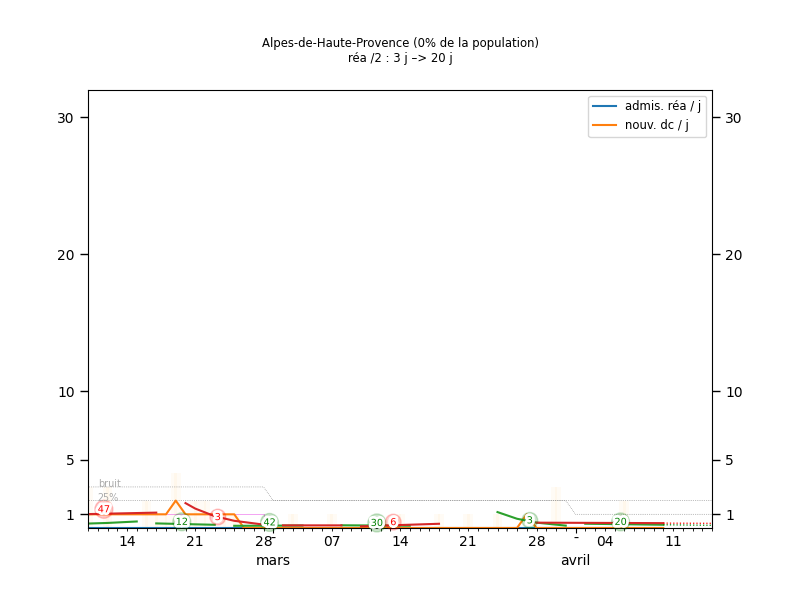 Alpes-de-Haute-Provence (0% de la population)
réa /2 : 3 j –> 20 j
admis. réa / j
nouv. dc / j
30 30
20 20
10 10
5 5
bruit
25%
47 12 3 42 30 6 3 20
1 1
14 21 28 - 07 14 21 28 - 04 11
mars avril